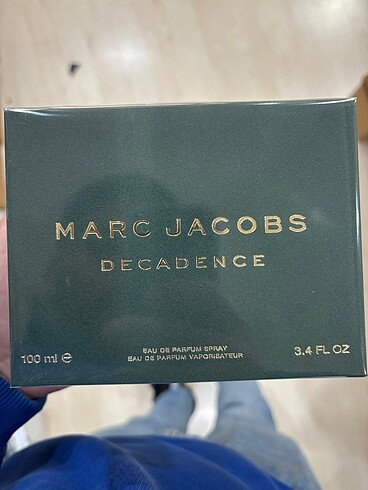 MARC JACOBS
DECADENCE
EAU DE PARFUM SPRAY
EAU DE PARFUM VAPORISATEUR
100 ml ℮ 3.4 FL OZ